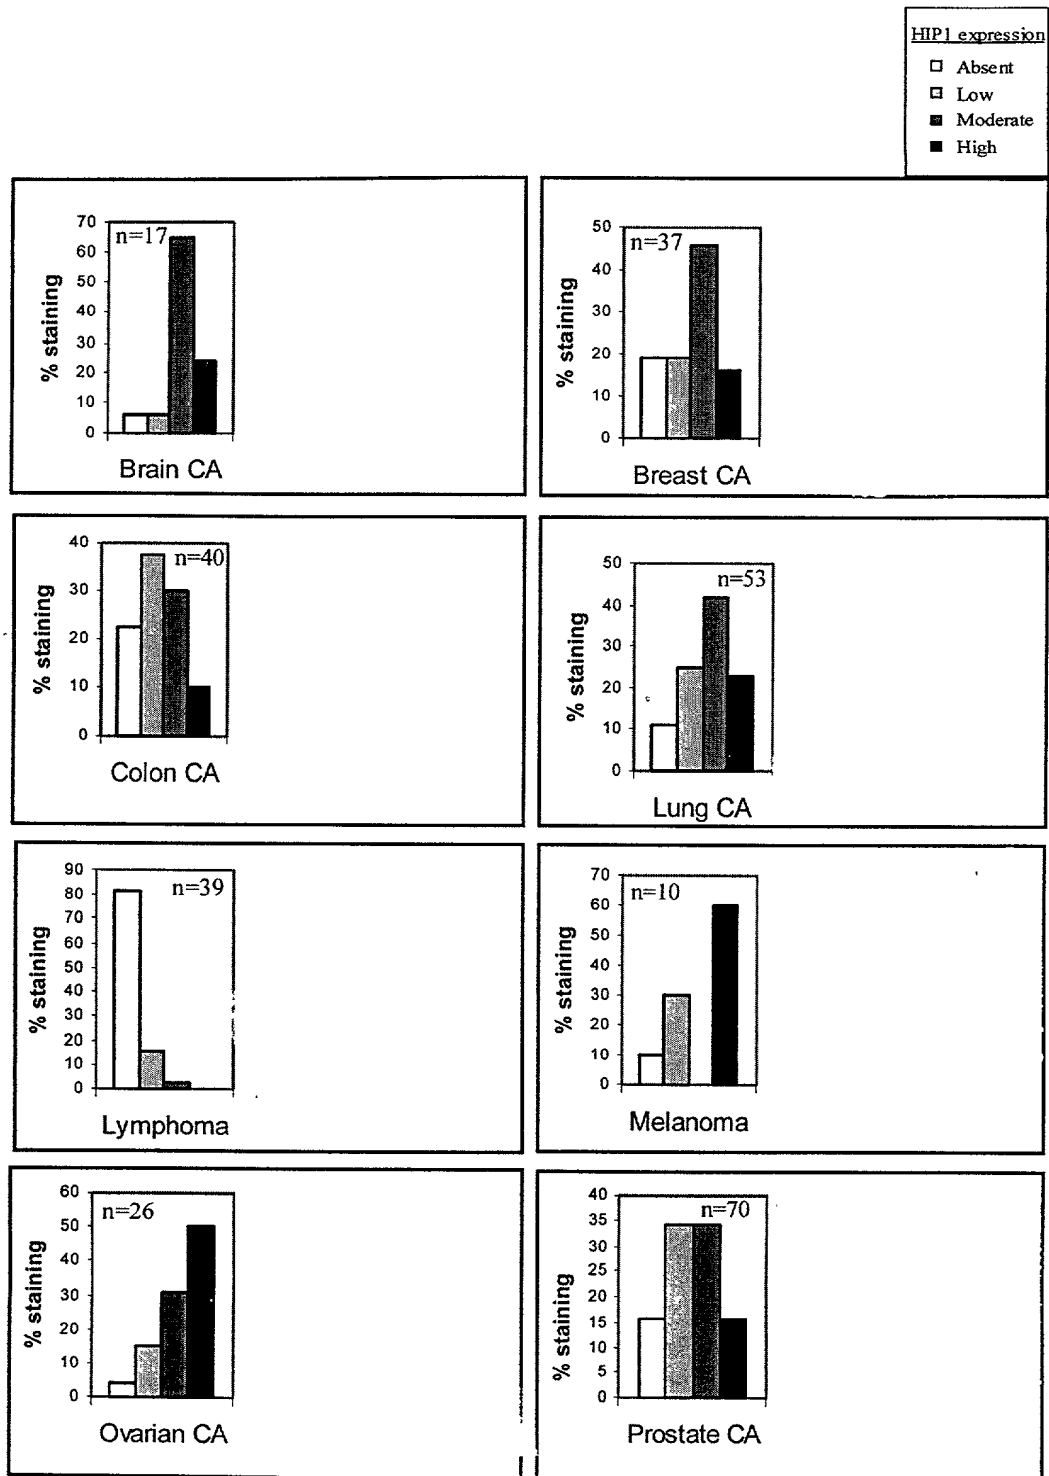 HIP1 expression
Absent
Low
Moderate
High
70
60
50
40
30
20
10
0
% staining
n=17
Brain CA
50
40
30
20
10
0
% staining
n=37
Breast CA
40
30
20
10
0
% staining
n=40
Colon CA
50
40
30
20
10
0
% staining
n=53
Lung CA
90
80
70
60
50
40
30
20
10
0
% staining
n=39
Lymphoma
70
60
50
40
30
20
10
0
% staining
n=10
Melanoma
60
50
40
30
20
10
0
% staining
n=26
Ovarian CA
40
35
30
25
20
15
10
5
0
% staining
n=70
Prostate CA